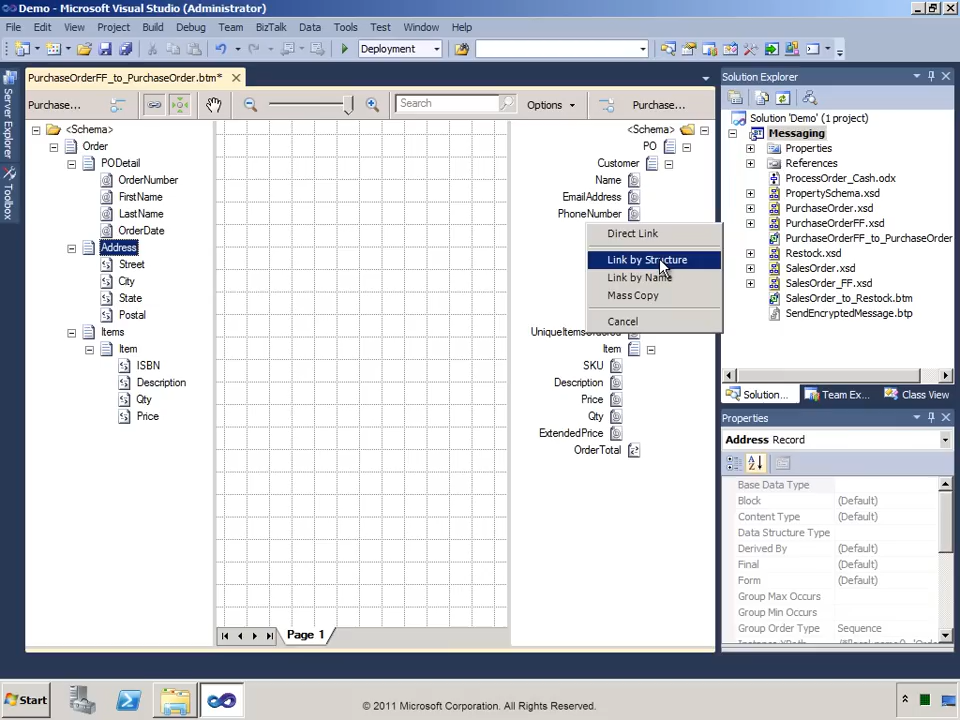 Demo - Microsoft Visual Studio (Administrator)
File Edit View Project Build Debug Team BizTalk Data Tools Test Window Help
Deployment
Server Explorer
Toolbox
PurchaseOrderFF_to_PurchaseOrder.btm*
Purchase...
Search
Options
Purchase...
<Schema>
Order
PODetail
OrderNumber
FirstName
LastName
OrderDate
Address
Street
City
State
Postal
Items
Item
ISBN
Description
Qty
Price
<Schema>
PO
Customer
Name
EmailAddress
PhoneNumber
Direct Link
Link by Structure
Link by Name
Mass Copy
Cancel
UniqueItemsOrdered
Item
SKU
Description
Price
Qty
ExtendedPrice
OrderTotal
Page 1
Solution Explorer
Solution 'Demo' (1 project)
Messaging
Properties
References
ProcessOrder_Cash.odx
PropertySchema.xsd
PurchaseOrder.xsd
PurchaseOrderFF.xsd
PurchaseOrderFF_to_PurchaseOrder
Restock.xsd
SalesOrder.xsd
SalesOrder_FF.xsd
SalesOrder_to_Restock.btm
SendEncryptedMessage.btp
Solution... Team Ex... Class View
Properties
Address Record
Base Data Type
Block (Default)
Content Type (Default)
Data Structure Type
Derived By (Default)
Final (Default)
Form (Default)
Group Max Occurs
Group Min Occurs
Group Order Type Sequence
Start
© 2011 Microsoft Corporation. All Rights Reserved.